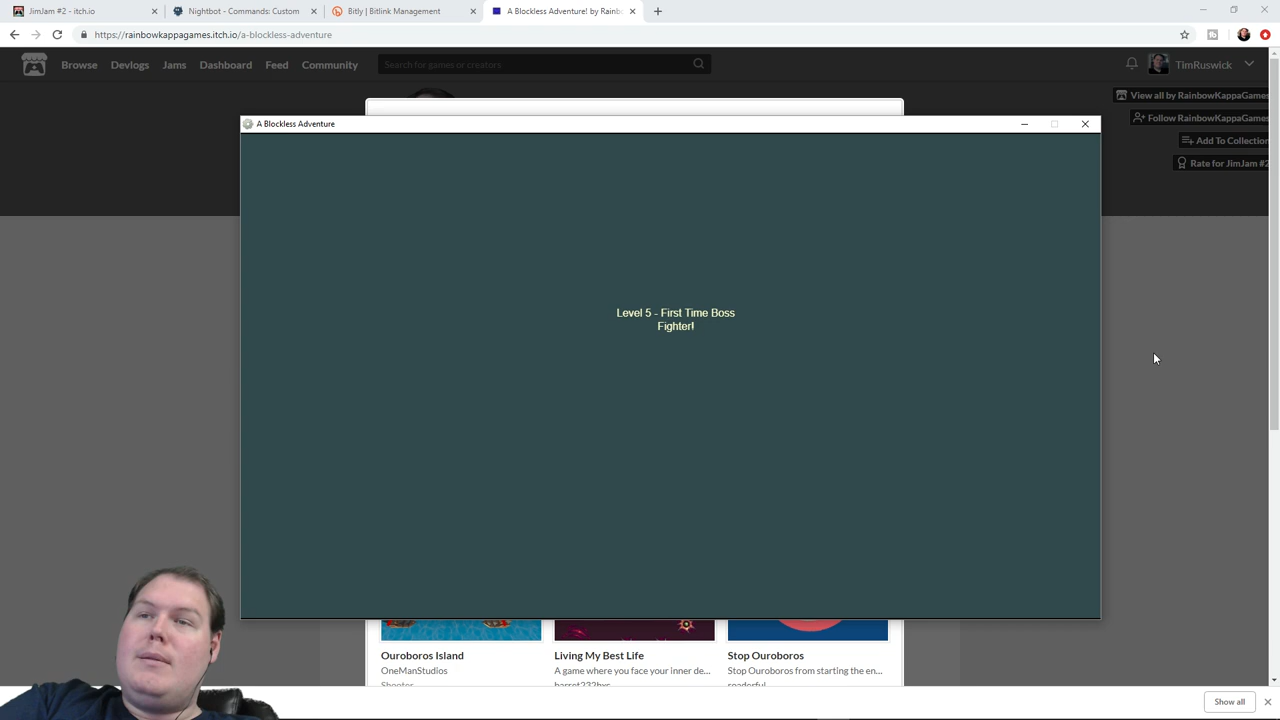 JimJam #2 - itch.io
Nightbot - Commands: Custom
Bitly | Bitlink Management
A Blockless Adventure! by Rainbo
https://rainbowkappagames.itch.io/a-blockless-adventure
Browse
Devlogs
Jams
Dashboard
Feed
Community
Search for games or creators
TimRuswick
View all by RainbowKappaGames
Follow RainbowKappaGames
Add To Collection
Rate for JimJam #2
A Blockless Adventure
Level 5 - First Time Boss
Fighter!
Ouroboros Island
Living My Best Life
Stop Ouroboros
OneManStudios
A game where you face your inner de...
Stop Ouroboros from starting the en...
Shooter
Show all